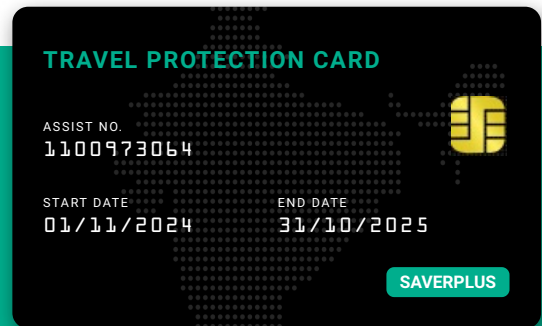 TRAVEL PROTECTION CARD
ASSIST NO.
1100973064
START DATE END DATE
01/11/2024 31/10/2025
SAVERPLUS